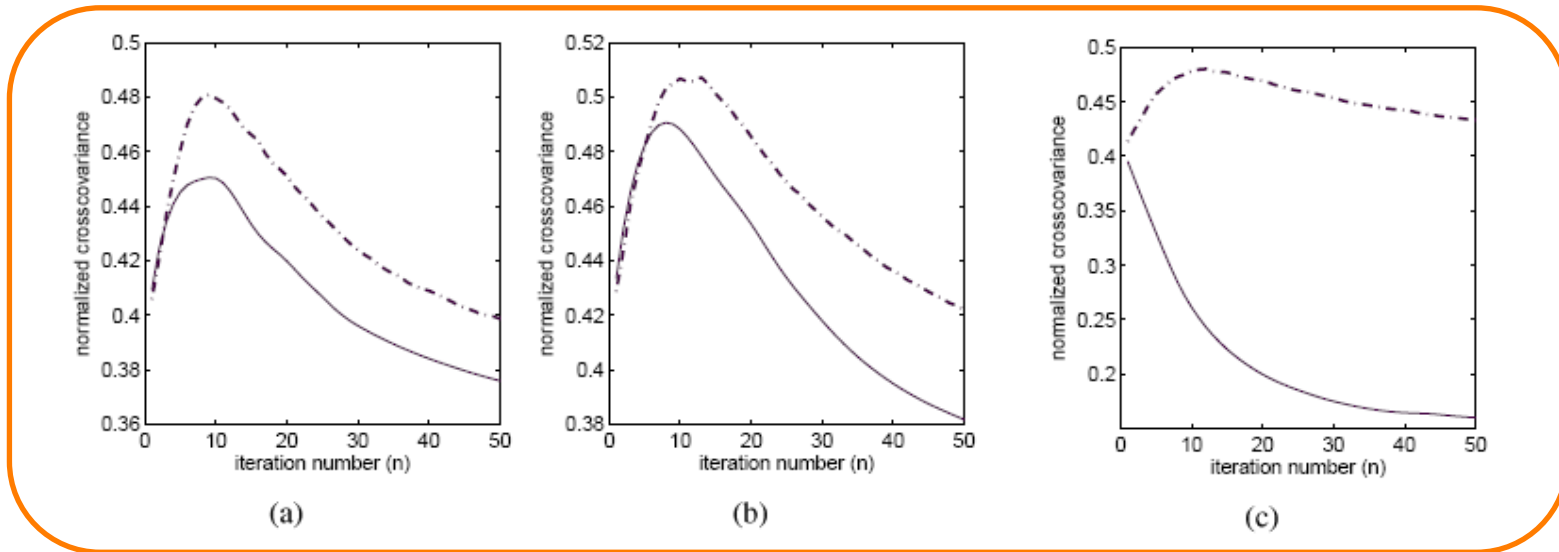 normalized crosscovariance
0.5
0.48
0.46
0.44
0.42
0.4
0.38
0.36
0 10 20 30 40 50
iteration number (n)
(a)
normalized crosscovariance
0.52
0.5
0.48
0.46
0.44
0.42
0.4
0.38
0 10 20 30 40 50
iteration number (n)
(b)
normalized crosscovariance
0.5
0.45
0.4
0.35
0.3
0.25
0.2
0 10 20 30 40 50
iteration number (n)
(c)